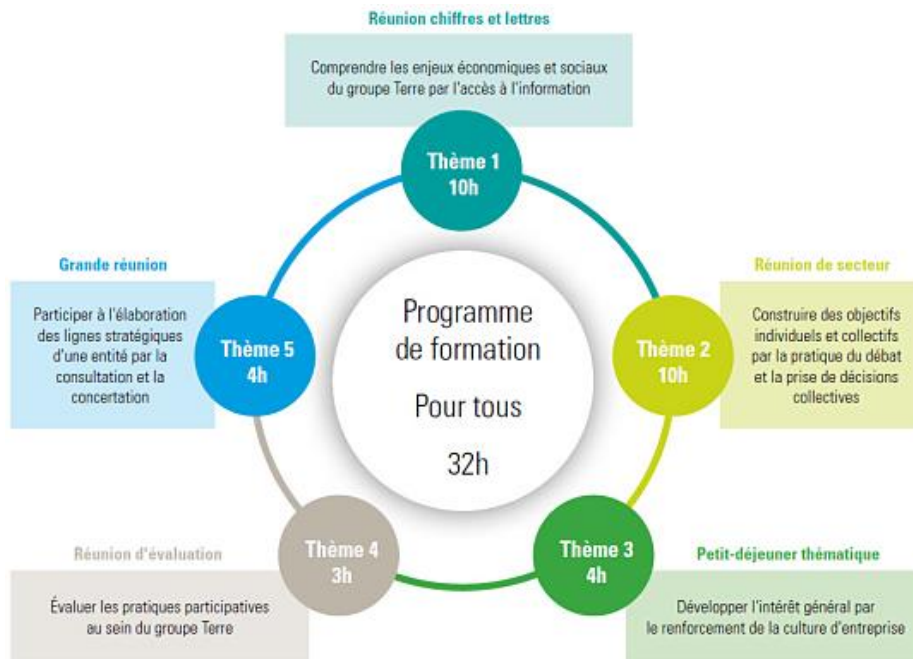 Réunion chiffres et lettres
Comprendre les enjeux économiques et sociaux
du groupe Terre par l'accès à l'information
Thème 1
10h
Réunion de secteur
Construire des objectifs
individuels et collectifs
par la pratique du débat
et la prise de décisions
collectives
Thème 2
10h
Petit-déjeuner thématique
Développer l'intérêt général par
le renforcement de la culture d'entreprise
Thème 3
4h
Réunion d'évaluation
Évaluer les pratiques participatives
au sein du groupe Terre
Thème 4
3h
Grande réunion
Participer à l'élaboration
des lignes stratégiques
d'une entité par la
consultation et la
concertation
Thème 5
4h
Programme
de formation
Pour tous
32h